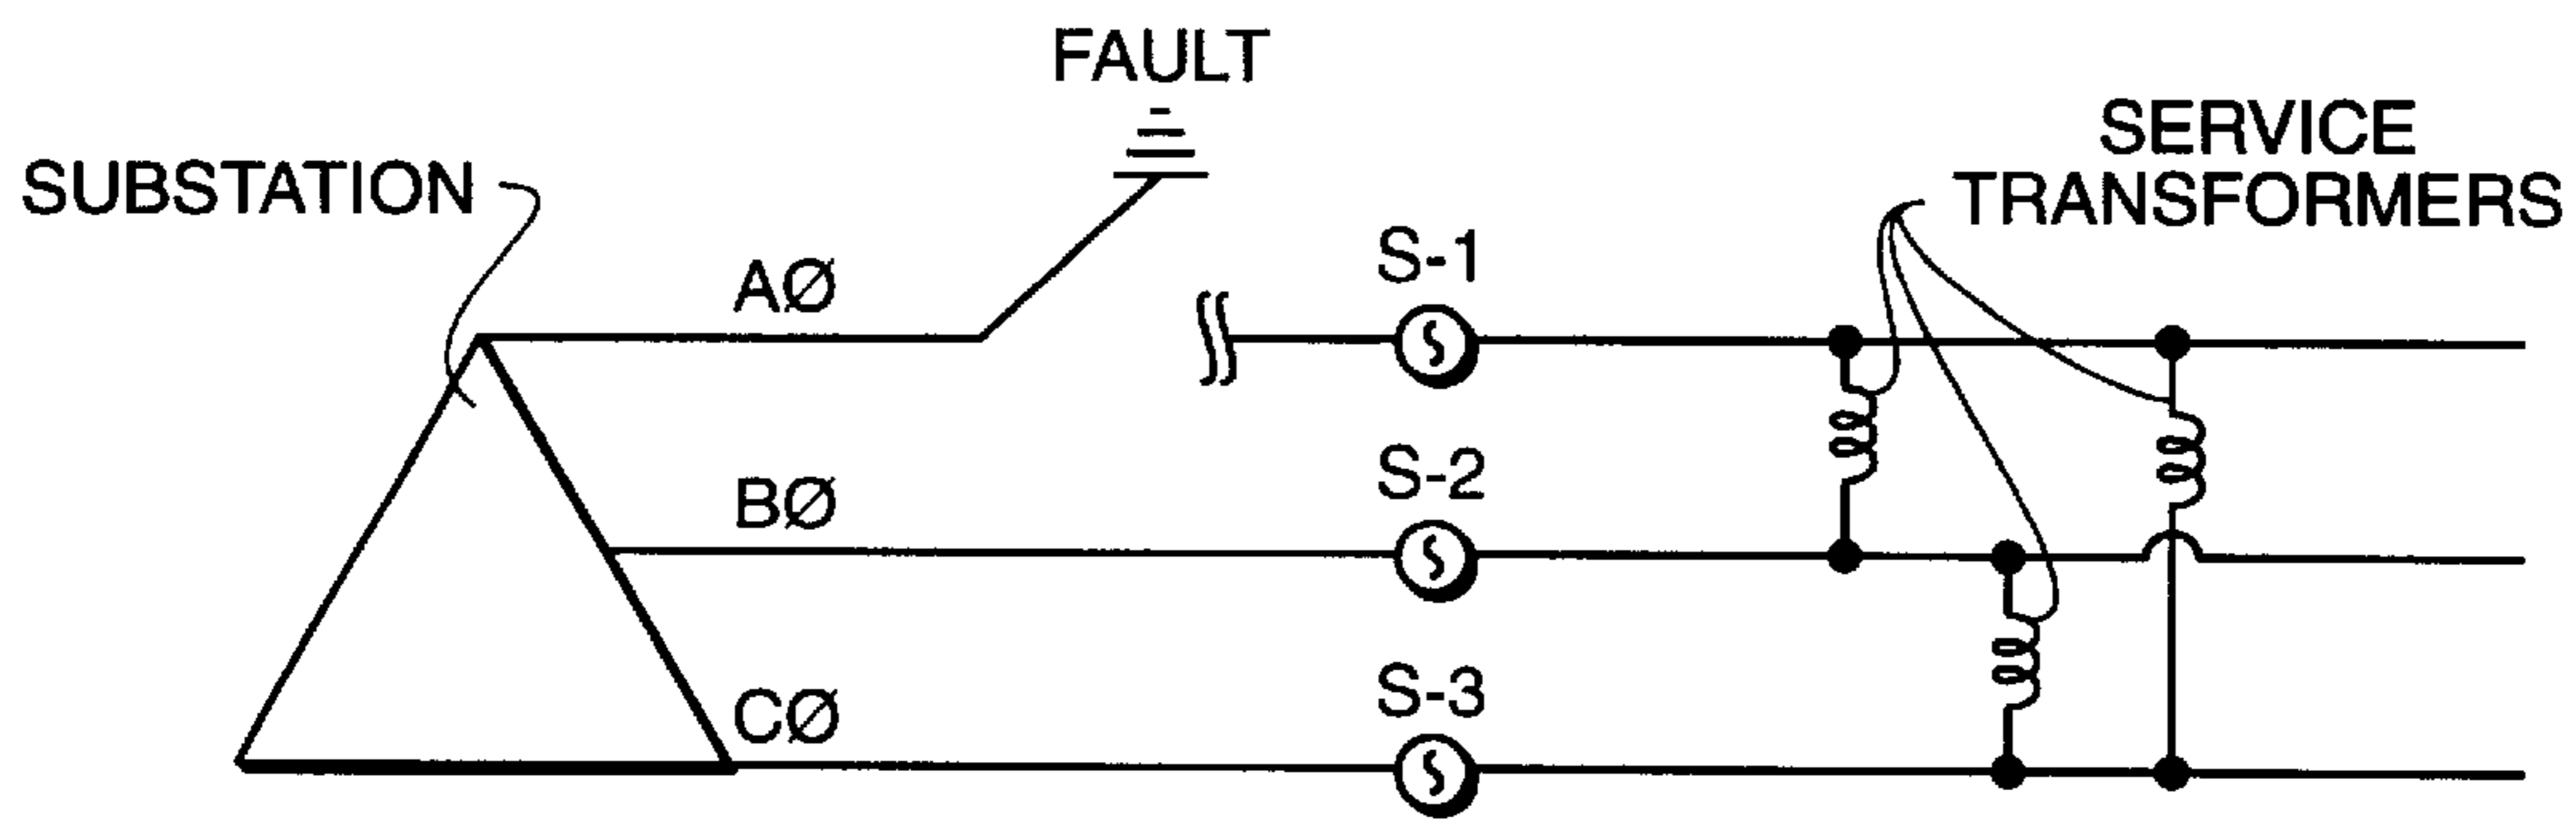 FAULT
SUBSTATION
SERVICE
TRANSFORMERS
AØ
S-1
BØ
S-2
CØ
S-3